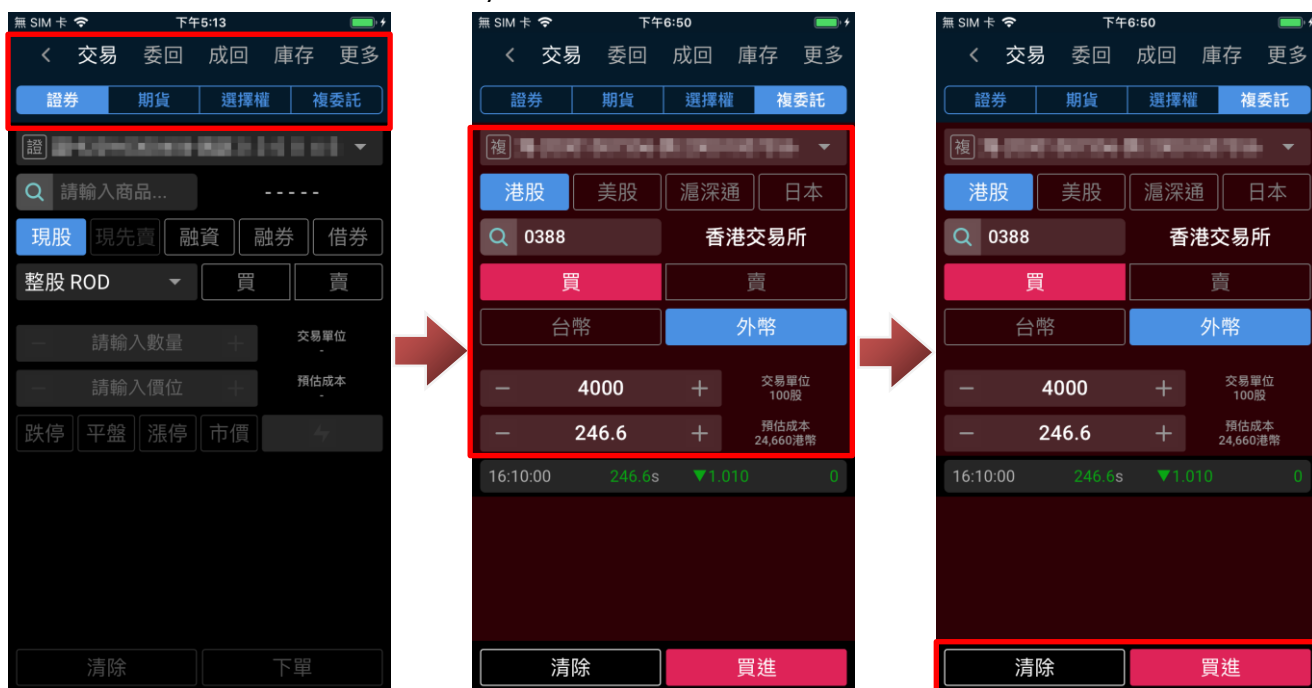 無 SIM 卡 下午5:13
< 交易 委回 成回 庫存 更多
證券 期貨 選擇權 複委託
證
請輸入商品... -----
現股 現先賣 融資 融券 借券
整股 ROD 買 賣
− 請輸入數量 + 交易單位
-
− 請輸入價位 + 預估成本
-
跌停 平盤 漲停 市價
清除 下單
無 SIM 卡 下午6:50
< 交易 委回 成回 庫存 更多
證券 期貨 選擇權 複委託
複
港股 美股 滬深通 日本
0388 香港交易所
買 賣
台幣 外幣
− 4000 + 交易單位
100股
− 246.6 + 預估成本
24,660港幣
16:10:00 246.6s ▼1.010 0
清除 買進
無 SIM 卡 下午6:50
< 交易 委回 成回 庫存 更多
證券 期貨 選擇權 複委託
複
港股 美股 滬深通 日本
0388 香港交易所
買 賣
台幣 外幣
− 4000 + 交易單位
100股
− 246.6 + 預估成本
24,660港幣
16:10:00 246.6s ▼1.010 0
清除 買進